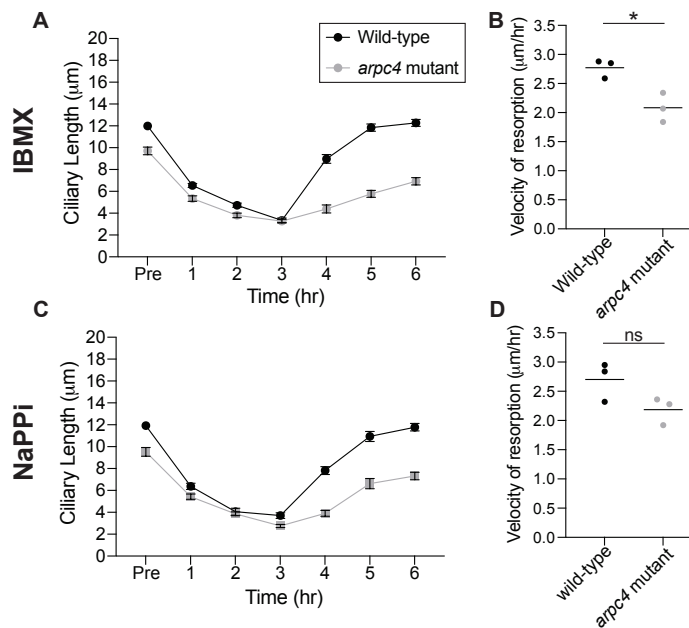 A
IBMX
Ciliary Length (μm)
20
18
16
14
12
10
8
6
4
2
0
Pre 1 2 3 4 5 6
Time (hr)
Wild-type
arpc4 mutant
B
*
Velocity of resorption (μm/hr)
3.5
3.0
2.5
2.0
1.5
1.0
0.5
0.0
Wild-type
arpc4 mutant
C
NaPPi
Ciliary Length (μm)
20
18
16
14
12
10
8
6
4
2
0
Pre 1 2 3 4 5 6
Time (hr)
D
ns
Velocity of resorption (μm/hr)
3.5
3.0
2.5
2.0
1.5
1.0
0.5
0.0
wild-type
arpc4 mutant